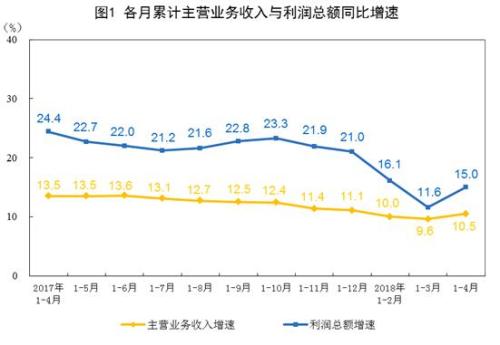 图1 各月累计主营业务收入与利润总额同比增速
(%)
40
30
20
10
0
24.4 22.7 22.0 21.2 21.6 22.8 23.3 21.9 21.0 16.1 11.6 15.0
13.5 13.5 13.6 13.1 12.7 12.5 12.4 11.4 11.1 10.0 9.6 10.5
2017年 2018年
1-4月 1-5月 1-6月 1-7月 1-8月 1-9月 1-10月 1-11月 1-12月 1-2月 1-3月 1-4月
主营业务收入增速 利润总额增速